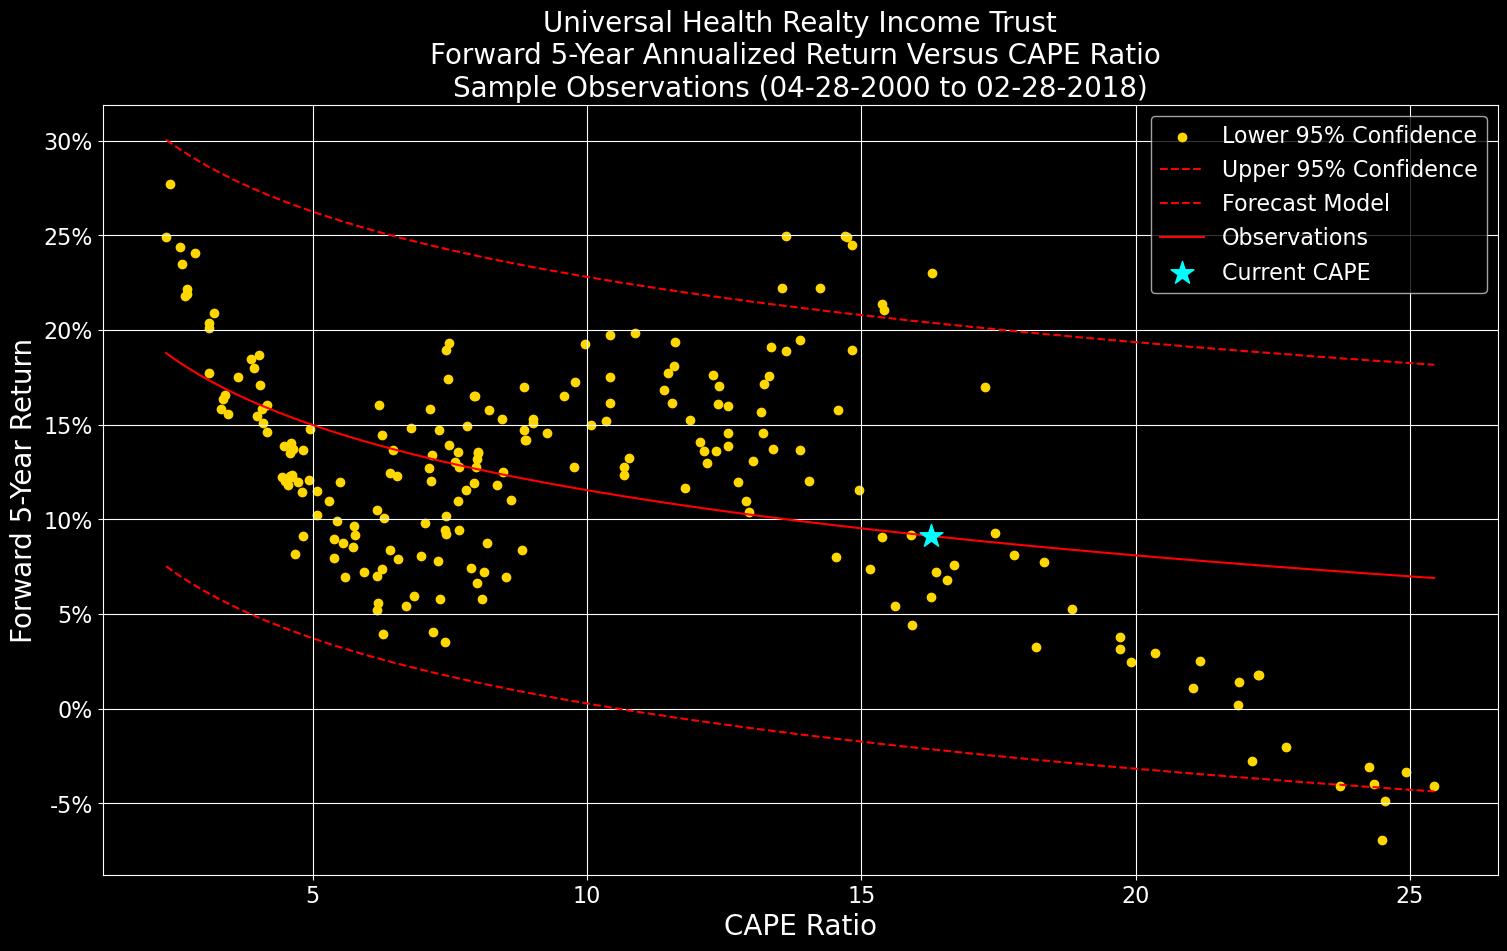 Universal Health Realty Income Trust
Forward 5-Year Annualized Return Versus CAPE Ratio
Sample Observations (04-28-2000 to 02-28-2018)
Lower 95% Confidence
Upper 95% Confidence
Forecast Model
Observations
Current CAPE
Forward 5-Year Return
30%
25%
20%
15%
10%
5%
0%
-5%
5
10
15
20
25
CAPE Ratio